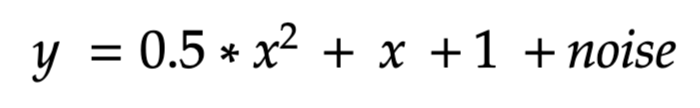 y = 0.5 * x² + x + 1 + noise